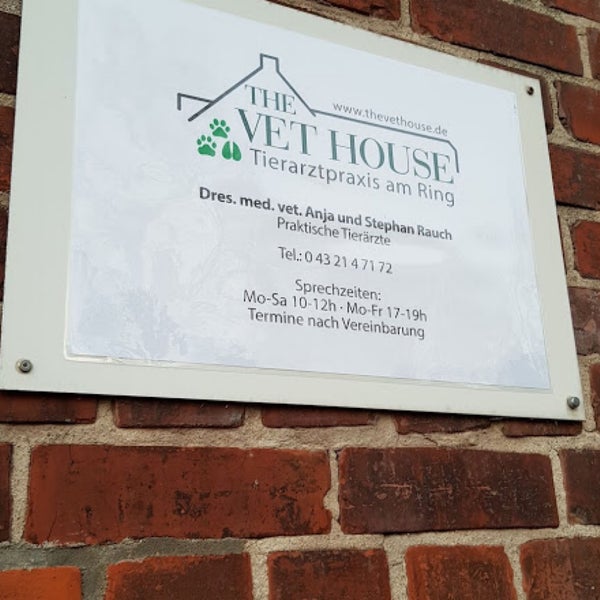 www.thevethouse.de
THE
VET HOUSE
Tierarztpraxis am Ring
Dres. med. vet. Anja und Stephan Rauch
Praktische Tierärzte
Tel.: 0 43 21 4 71 72
Sprechzeiten:
Mo-Sa 10-12h · Mo-Fr 17-19h
Termine nach Vereinbarung